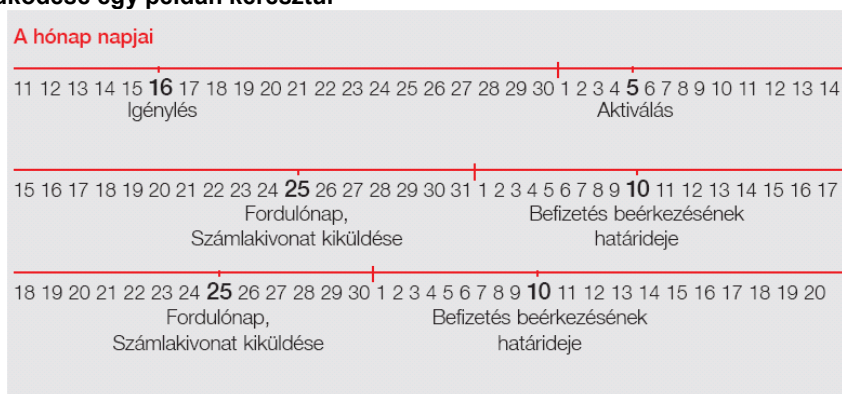 működése egy példán keresztül
A hónap napjai
11 12 13 14 15 16 17 18 19 20 21 22 23 24 25 26 27 28 29 30 1 2 3 4 5 6 7 8 9 10 11 12 13 14
Igénylés Aktiválás
15 16 17 18 19 20 21 22 23 24 25 26 27 28 29 30 31 1 2 3 4 5 6 7 8 9 10 11 12 13 14 15 16 17
Fordulónap, Befizetés beérkezésének
Számlakivonat kiküldése határideje
18 19 20 21 22 23 24 25 26 27 28 29 30 1 2 3 4 5 6 7 8 9 10 11 12 13 14 15 16 17 18 19 20
Fordulónap, Befizetés beérkezésének
Számlakivonat kiküldése határideje